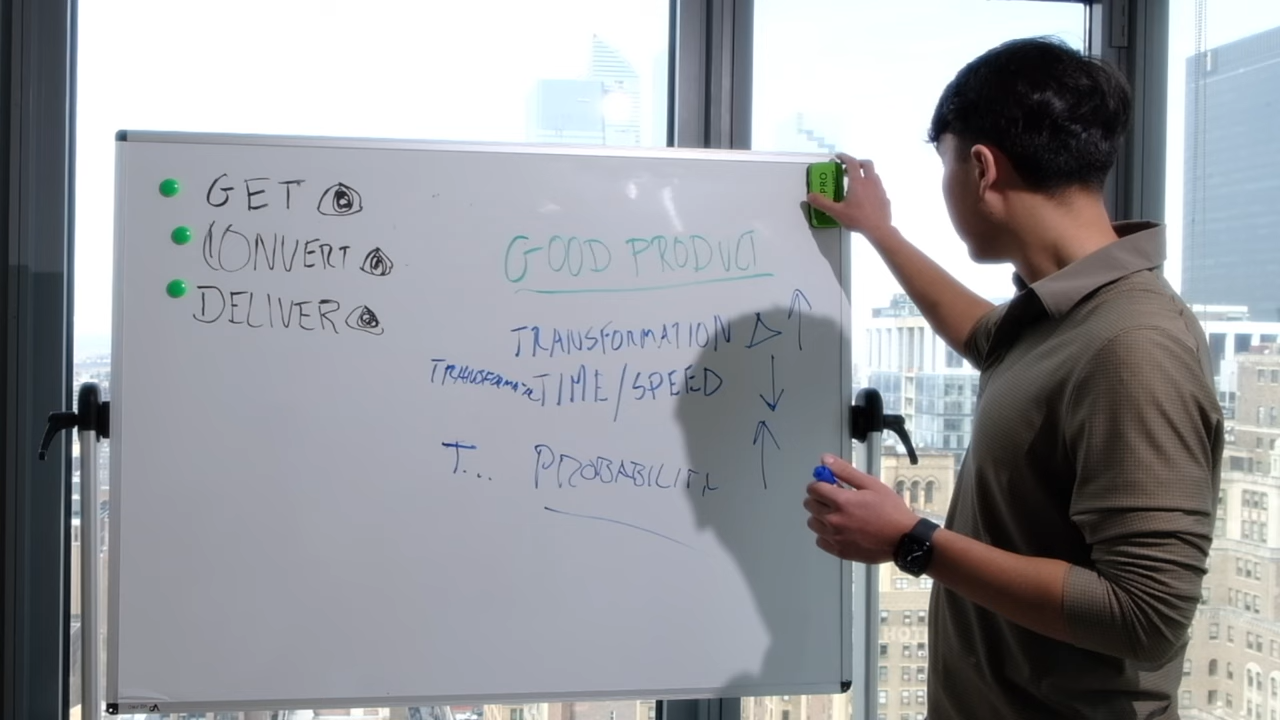 GET
CONVERT
DELIVER
GOOD PRODUCT
TRANSFORMATION
TIME/SPEED
T... PROBABILITY
PRO